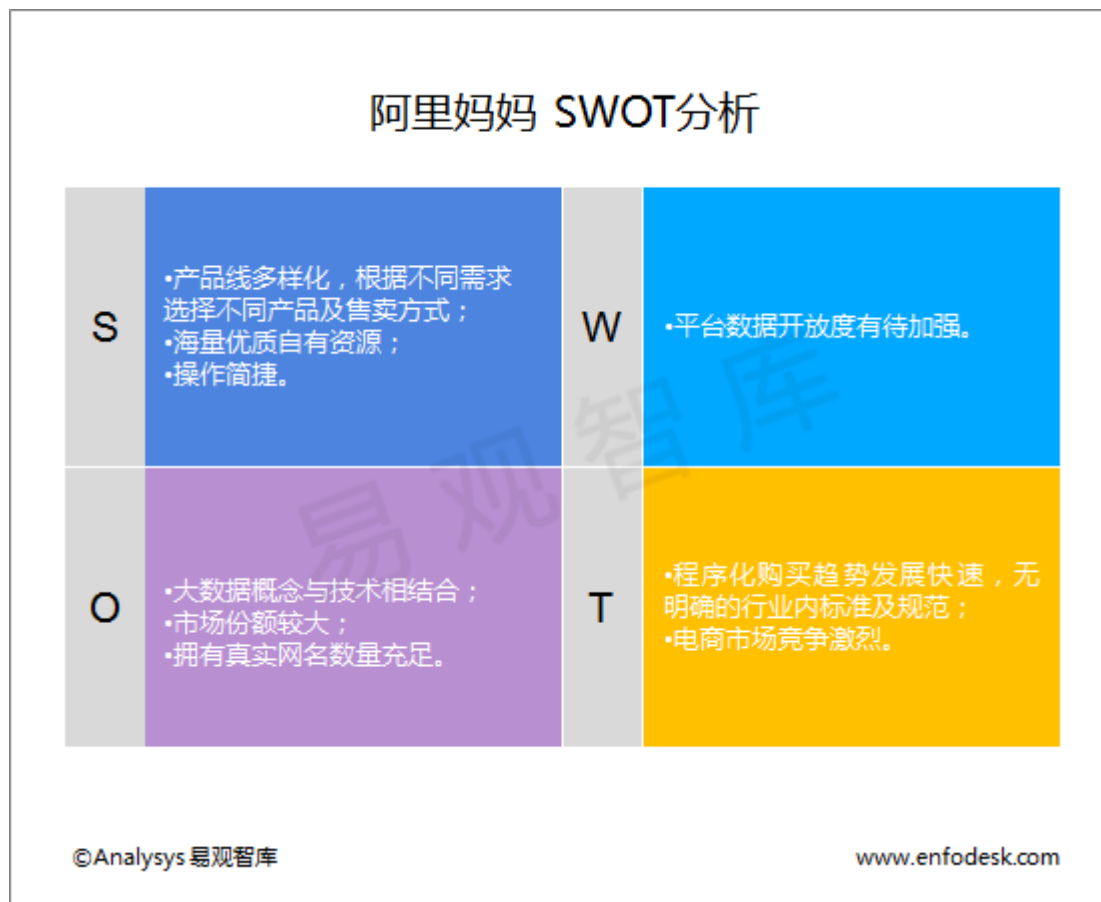 阿里妈妈 SWOT分析
S
•产品线多样化，根据不同需求
选择不同产品及售卖方式；
•海量优质自有资源；
•操作简捷。
W
•平台数据开放度有待加强。
O
•大数据概念与技术相结合；
•市场份额较大；
•拥有真实网名数量充足。
T
•程序化购买趋势发展快速，无
明确的行业内标准及规范；
•电商市场竞争激烈。
易观智库
©Analysys 易观智库
www.enfodesk.com